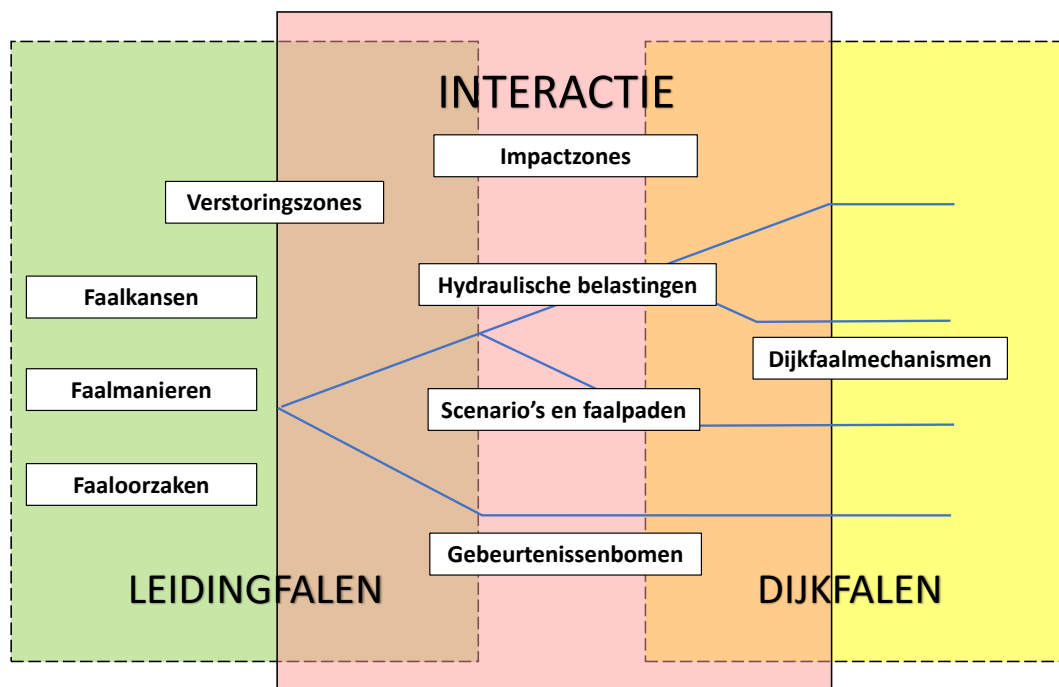 INTERACTIE
Impactzones
Verstoringszones
Hydraulische belastingen
Faalkansen
Dijkfaalmechanismen
Faalmanieren
Scenario’s en faalpaden
Faaloorzaken
Gebeurtenissenbomen
LEIDINGFALEN
DIJKFALEN